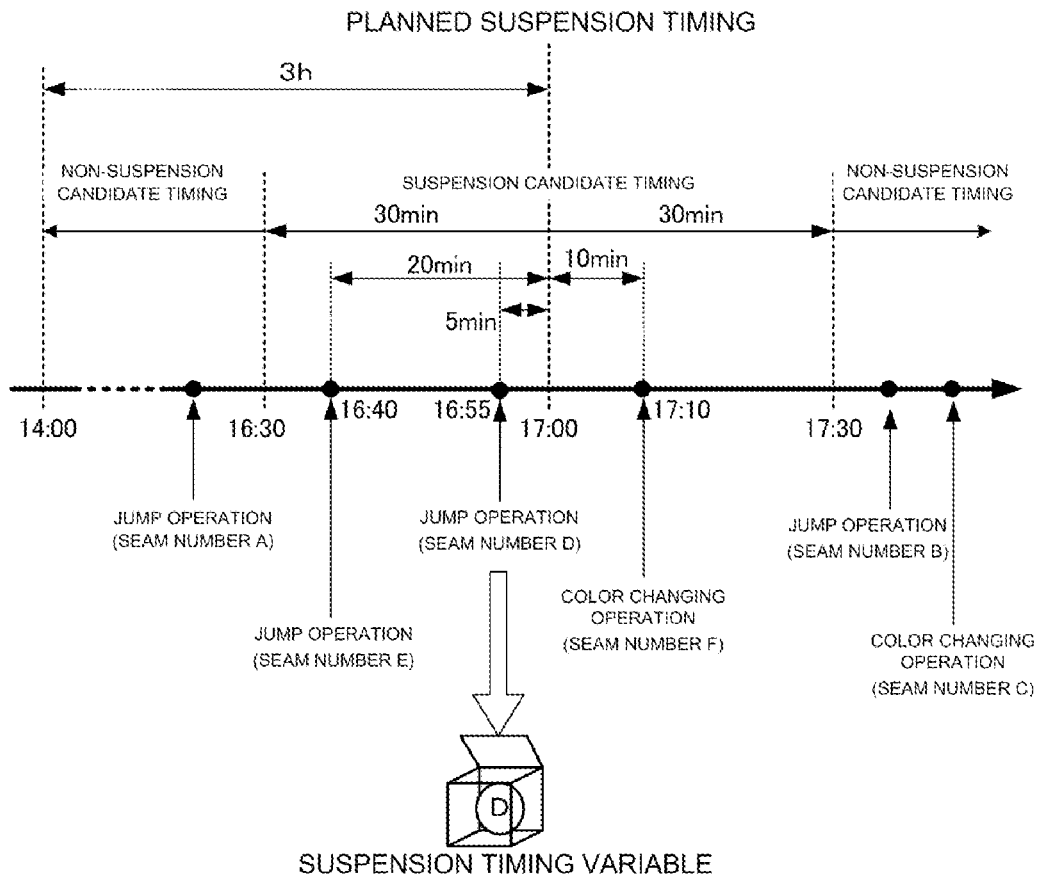 PLANNED SUSPENSION TIMING
3h
NON-SUSPENSION
CANDIDATE TIMING
SUSPENSION CANDIDATE TIMING
NON-SUSPENSION
CANDIDATE TIMING
30min
30min
20min
10min
5min
14:00
16:30
16:40
16:55
17:00
17:10
17:30
JUMP OPERATION
(SEAM NUMBER A)
JUMP OPERATION
(SEAM NUMBER D)
JUMP OPERATION
(SEAM NUMBER B)
COLOR CHANGING
OPERATION
(SEAM NUMBER F)
JUMP OPERATION
(SEAM NUMBER E)
COLOR CHANGING
OPERATION
(SEAM NUMBER C)
D
SUSPENSION TIMING VARIABLE